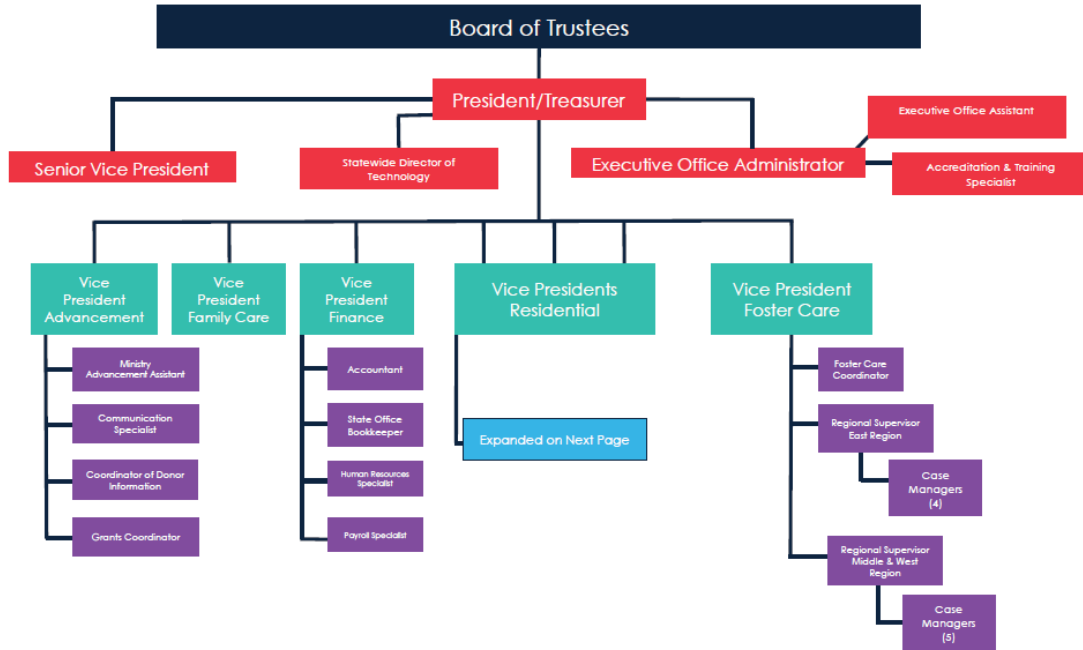 Board of Trustees
President/Treasurer
Executive Office Assistant
Senior Vice President
Statewide Director of
Technology
Executive Office Administrator
Accreditation & Training
Specialist
Vice
President
Advancement
Vice
President
Family Care
Vice
President
Finance
Vice Presidents
Residential
Vice President
Foster Care
Ministry
Advancement Assistant
Communication
Specialist
Coordinator of Donor
Information
Grants Coordinator
Accountant
State Office
Bookkeeper
Human Resources
Specialist
Payroll Specialist
Expanded on Next Page
Foster Care
Coordinator
Regional Supervisor
East Region
Case
Managers
(4)
Regional Supervisor
Middle & West
Region
Case
Managers
(5)